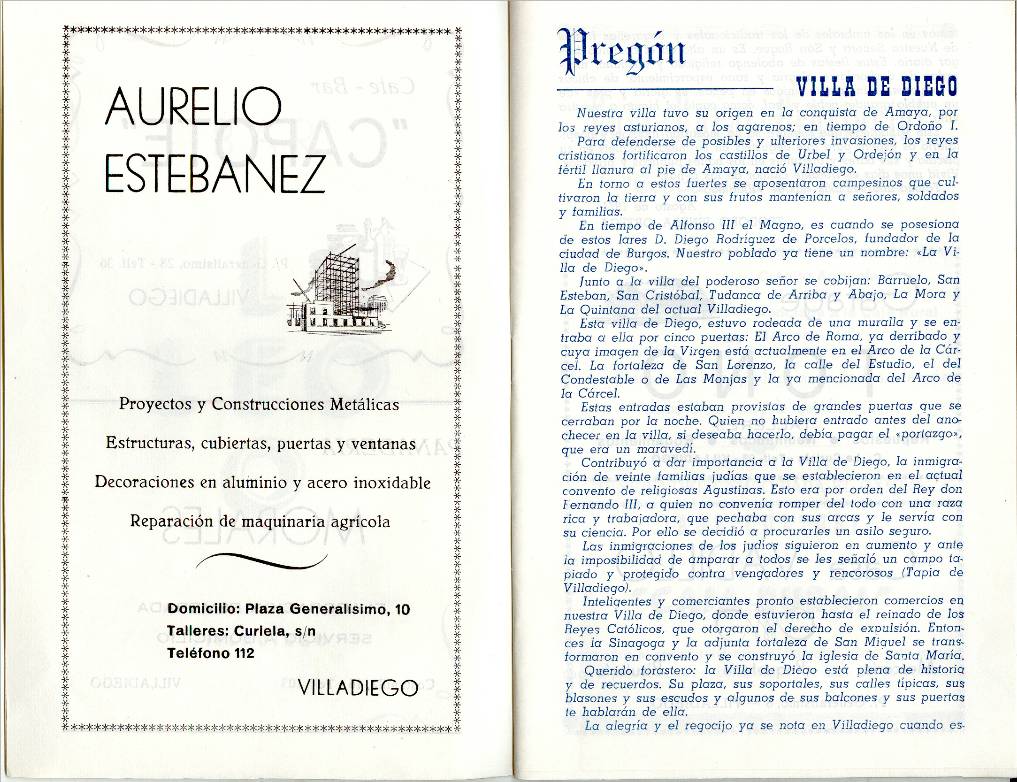 AURELIO
ESTEBANEZ
Proyectos y Construcciones Metálicas
Estructuras, cubiertas, puertas y ventanas
Decoraciones en aluminio y acero inoxidable
Reparación de maquinaria agrícola
Domicilio: Plaza Generalísimo, 10
Talleres: Curiela, s/n
Teléfono 112
VILLADIEGO
Pregón
VILLA DE DIEGO
Nuestra villa tuvo su origen en la conquista de Amaya, por
los reyes asturianos, a los agarenos; en tiempo de Ordoño I.
Para defenderse de posibles y ulteriores invasiones, los reyes
cristianos fortificaron los castillos de Urbel y Ordejón y en la
fértil llanura al pie de Amaya, nació Villadiego.
En torno a estos fuertes se aposentaron campesinos que cul-
tivaron la tierra y con sus frutos mantenían a señores, soldados
y familias.
En tiempo de Alfonso III el Magno, es cuando se posesiona
de estos lares D. Diego Rodríguez de Porcelos, fundador de la
ciudad de Burgos. Nuestro poblado ya tiene un nombre: «La Vi-
lla de Diego».
Junto a la villa del poderoso señor se cobijan: Barruelo, San
Esteban, San Cristóbal, Tudanca de Arriba y Abajo, La Mora y
La Quintana del actual Villadiego.
Esta villa de Diego, estuvo rodeada de una muralla y se en-
traba a ella por cinco puertas: El Arco de Roma, ya derribado y
cuya imagen de la Virgen está actualmente en el Arco de la Cár-
cel. La fortaleza de San Lorenzo, la calle del Estudio, el del
Condestable o de Las Monjas y la ya mencionada del Arco de
la Cárcel.
Estas entradas estaban provistas de grandes puertas que se
cerraban por la noche. Quien no hubiera entrado antes del ano-
checer en la villa, si deseaba hacerlo, debía pagar el «portazgo»,
que era un maravedí.
Contribuyó a dar importancia a la Villa de Diego, la inmigra-
ción de veinte familias judías que se establecieron en el actual
convento de religiosas Agustinas. Esto era por orden del Rey don
Fernando III, a quien no convenía romper del todo con una raza
rica y trabajadora, que pechaba con sus arcas y le servía con
su ciencia. Por ello se decidió a procurarles un asilo seguro.
Las inmigraciones de los judíos siguieron en aumento y ante
la imposibilidad de amparar a todos se les señaló un campo ta-
piado y protegido contra vengadores y rencorosos (Tapia de
Villadiego).
Inteligentes y comerciantes pronto establecieron comercios en
nuestra Villa de Diego, donde estuvieron hasta el reinado de los
Reyes Católicos, que otorgaron el derecho de expulsión. Enton-
ces la Sinagoga y la adjunta fortaleza de San Miguel se trans-
formaron en convento y se construyó la iglesia de Santa María.
Querido forastero: la Villa de Diego está plena de historia
y de recuerdos. Su plaza, sus soportales, sus calles típicas, sus
blasones y sus escudos y algunos de sus balcones y sus puertas
te hablarán de ella.
La alegría y el regocijo ya se nota en Villadiego cuando es-